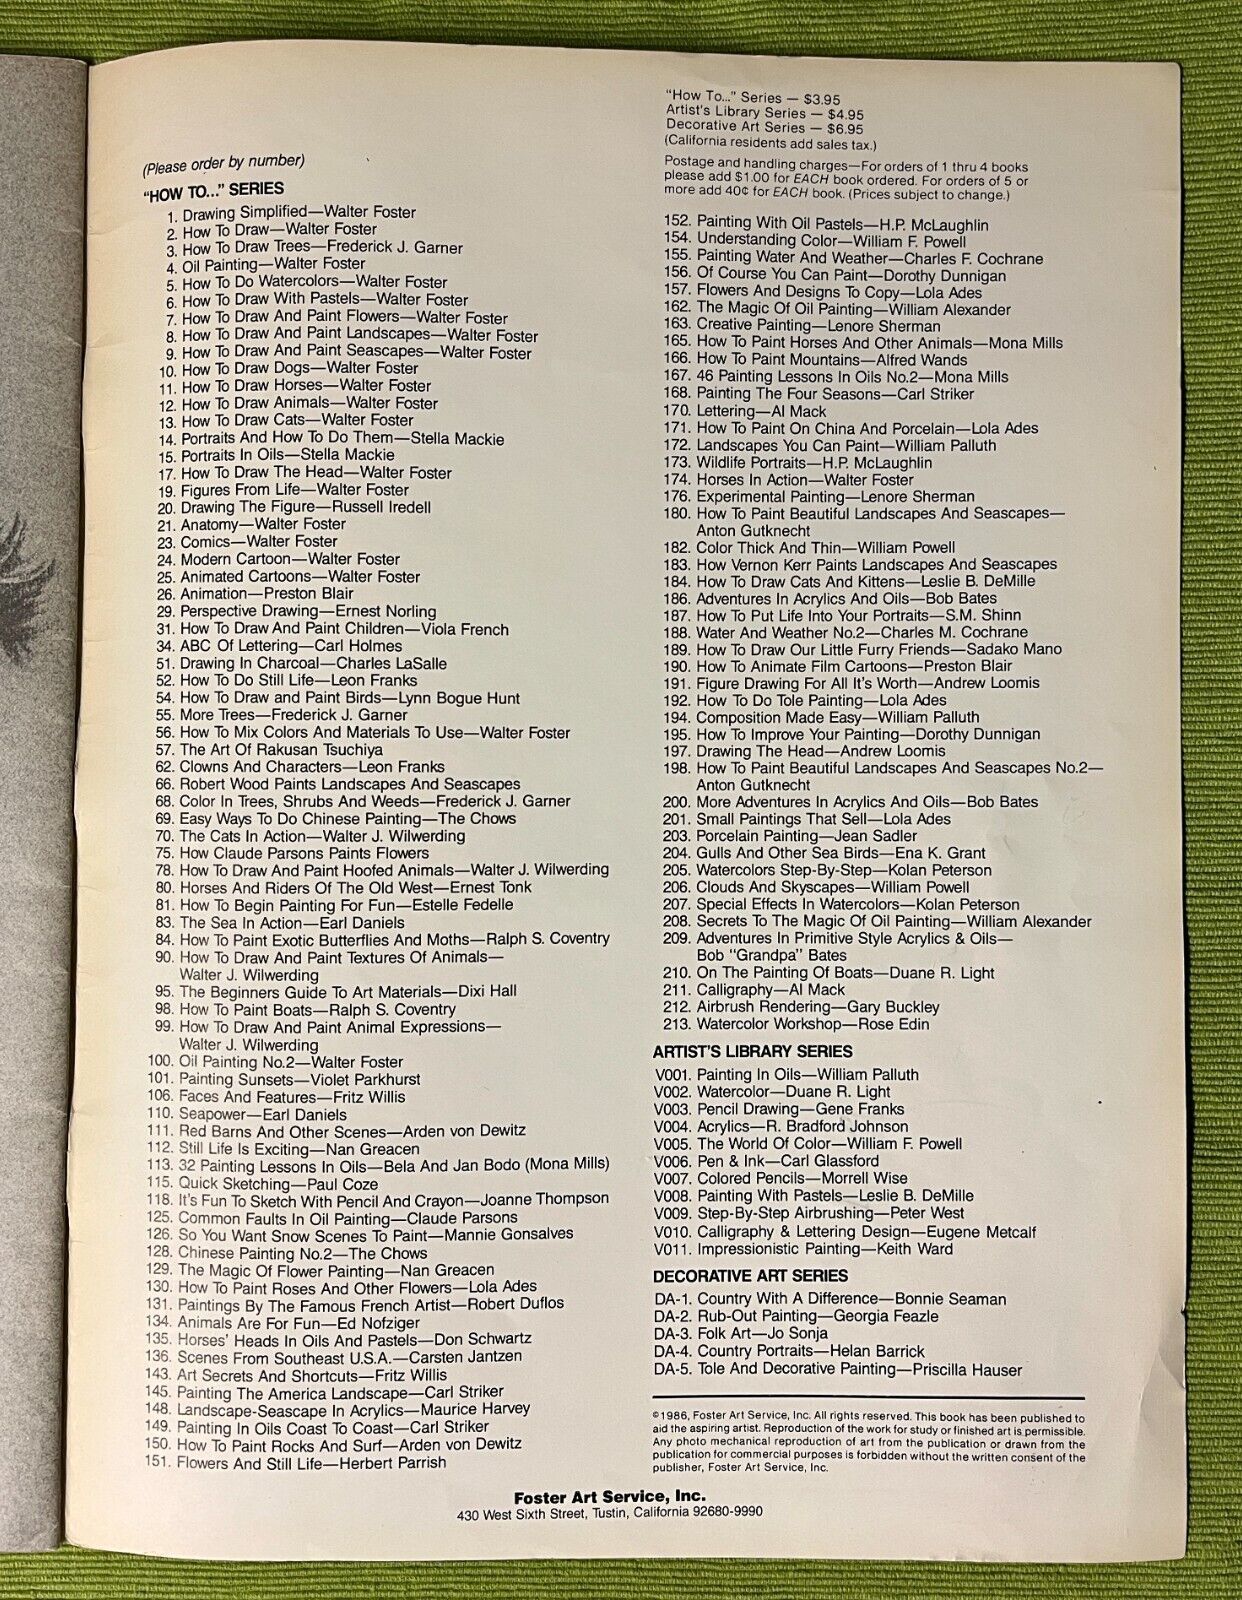 (Please order by number)
"HOW TO..." SERIES
1. Drawing Simplified—Walter Foster
2. How To Draw—Walter Foster
3. How To Draw Trees—Frederick J. Garner
4. Oil Painting—Walter Foster
5. How To Do Watercolors—Walter Foster
6. How To Draw With Pastels—Walter Foster
7. How To Draw And Paint Flowers—Walter Foster
8. How To Draw And Paint Landscapes—Walter Foster
9. How To Draw And Paint Seascapes—Walter Foster
10. How To Draw Dogs—Walter Foster
11. How To Draw Horses—Walter Foster
12. How To Draw Animals—Walter Foster
13. How To Draw Cats—Walter Foster
14. Portraits And How To Do Them—Stella Mackie
15. Portraits In Oils—Stella Mackie
17. How To Draw The Head—Walter Foster
19. Figures From Life—Walter Foster
20. Drawing The Figure—Russell Iredell
21. Anatomy—Walter Foster
23. Comics—Walter Foster
24. Modern Cartoon—Walter Foster
25. Animated Cartoons—Walter Foster
26. Animation—Preston Blair
29. Perspective Drawing—Ernest Norling
31. How To Draw And Paint Children—Viola French
34. ABC Of Lettering—Carl Holmes
51. Drawing In Charcoal—Charles LaSalle
52. How To Do Still Life—Leon Franks
54. How To Draw and Paint Birds—Lynn Bogue Hunt
55. More Trees—Frederick J. Garner
56. How To Mix Colors And Materials To Use—Walter Foster
57. The Art Of Rakusan Tsuchiya
62. Clowns And Characters—Leon Franks
66. Robert Wood Paints Landscapes And Seascapes
68. Color In Trees, Shrubs And Weeds—Frederick J. Garner
69. Easy Ways To Do Chinese Painting—The Chows
70. The Cats In Action—Walter J. Wilwerding
75. How Claude Parsons Paints Flowers
78. How To Draw And Paint Hoofed Animals—Walter J. Wilwerding
80. Horses And Riders Of The Old West—Ernest Tonk
81. How To Begin Painting For Fun—Estelle Fedelle
83. The Sea In Action—Earl Daniels
84. How To Paint Exotic Butterflies And Moths—Ralph S. Coventry
90. How To Draw And Paint Textures Of Animals—
Walter J. Wilwerding
95. The Beginners Guide To Art Materials—Dixi Hall
98. How To Paint Boats—Ralph S. Coventry
99. How To Draw And Paint Animal Expressions—
Walter J. Wilwerding
100. Oil Painting No.2—Walter Foster
101. Painting Sunsets—Violet Parkhurst
106. Faces And Features—Fritz Willis
110. Seapower—Earl Daniels
111. Red Barns And Other Scenes—Arden von Dewitz
112. Still Life Is Exciting—Nan Greacen
113. 32 Painting Lessons In Oils—Bela And Jan Bodo (Mona Mills)
115. Quick Sketching—Paul Coze
118. It's Fun To Sketch With Pencil And Crayon—Joanne Thompson
125. Common Faults In Oil Painting—Claude Parsons
126. So You Want Snow Scenes To Paint—Mannie Gonsalves
128. Chinese Painting No.2—The Chows
129. The Magic Of Flower Painting—Nan Greacen
130. How To Paint Roses And Other Flowers—Lola Ades
131. Paintings By The Famous French Artist—Robert Duflos
134. Animals Are For Fun—Ed Nofziger
135. Horses' Heads In Oils And Pastels—Don Schwartz
136. Scenes From Southeast U.S.A.—Carsten Jantzen
143. Art Secrets And Shortcuts—Fritz Willis
145. Painting The America Landscape—Carl Striker
148. Landscape-Seascape In Acrylics—Maurice Harvey
149. Painting In Oils Coast To Coast—Carl Striker
150. How To Paint Rocks And Surf—Arden von Dewitz
151. Flowers And Still Life—Herbert Parrish
"How To..." Series — $3.95
Artist's Library Series — $4.95
Decorative Art Series — $6.95
(California residents add sales tax.)
Postage and handling charges—For orders of 1 thru 4 books
please add $1.00 for EACH book ordered. For orders of 5 or
more add 40¢ for EACH book. (Prices subject to change.)
152. Painting With Oil Pastels—H.P. McLaughlin
154. Understanding Color—William F. Powell
155. Painting Water And Weather—Charles F. Cochrane
156. Of Course You Can Paint—Dorothy Dunnigan
157. Flowers And Designs To Copy—Lola Ades
162. The Magic Of Oil Painting—William Alexander
163. Creative Painting—Lenore Sherman
165. How To Paint Horses And Other Animals—Mona Mills
166. How To Paint Mountains—Alfred Wands
167. 46 Painting Lessons In Oils No.2—Mona Mills
168. Painting The Four Seasons—Carl Striker
170. Lettering—Al Mack
171. How To Paint On China And Porcelain—Lola Ades
172. Landscapes You Can Paint—William Palluth
173. Wildlife Portraits—H.P. McLaughlin
174. Horses In Action—Walter Foster
176. Experimental Painting—Lenore Sherman
180. How To Paint Beautiful Landscapes And Seascapes—
Anton Gutknecht
182. Color Thick And Thin—William Powell
183. How Vernon Kerr Paints Landscapes And Seascapes
184. How To Draw Cats And Kittens—Leslie B. DeMille
186. Adventures In Acrylics And Oils—Bob Bates
187. How To Put Life Into Your Portraits—S.M. Shinn
188. Water And Weather No.2—Charles M. Cochrane
189. How To Draw Our Little Furry Friends—Sadako Mano
190. How To Animate Film Cartoons—Preston Blair
191. Figure Drawing For All It's Worth—Andrew Loomis
192. How To Do Tole Painting—Lola Ades
194. Composition Made Easy—William Palluth
195. How To Improve Your Painting—Dorothy Dunnigan
197. Drawing The Head—Andrew Loomis
198. How To Paint Beautiful Landscapes And Seascapes No.2—
Anton Gutknecht
200. More Adventures In Acrylics And Oils—Bob Bates
201. Small Paintings That Sell—Lola Ades
203. Porcelain Painting—Jean Sadler
204. Gulls And Other Sea Birds—Ena K. Grant
205. Watercolors Step-By-Step—Kolan Peterson
206. Clouds And Skyscapes—William Powell
207. Special Effects In Watercolors—Kolan Peterson
208. Secrets To The Magic Of Oil Painting—William Alexander
209. Adventures In Primitive Style Acrylics & Oils—
Bob "Grandpa" Bates
210. On The Painting Of Boats—Duane R. Light
211. Calligraphy—Al Mack
212. Airbrush Rendering—Gary Buckley
213. Watercolor Workshop—Rose Edin
ARTIST'S LIBRARY SERIES
V001. Painting In Oils—William Palluth
V002. Watercolor—Duane R. Light
V003. Pencil Drawing—Gene Franks
V004. Acrylics—R. Bradford Johnson
V005. The World Of Color—William F. Powell
V006. Pen & Ink—Carl Glassford
V007. Colored Pencils—Morrell Wise
V008. Painting With Pastels—Leslie B. DeMille
V009. Step-By-Step Airbrushing—Peter West
V010. Calligraphy & Lettering Design—Eugene Metcalf
V011. Impressionistic Painting—Keith Ward
DECORATIVE ART SERIES
DA-1. Country With A Difference—Bonnie Seaman
DA-2. Rub-Out Painting—Georgia Feazle
DA-3. Folk Art—Jo Sonja
DA-4. Country Portraits—Helan Barrick
DA-5. Tole And Decorative Painting—Priscilla Hauser
©1986, Foster Art Service, Inc. All rights reserved. This book has been published to
aid the aspiring artist. Reproduction of the work for study or finished art is permissible.
Any photo mechanical reproduction of art from the publication or drawn from the
publication for commercial purposes is forbidden without the written consent of the
publisher, Foster Art Service, Inc.
Foster Art Service, Inc.
430 West Sixth Street, Tustin, California 92680-9990